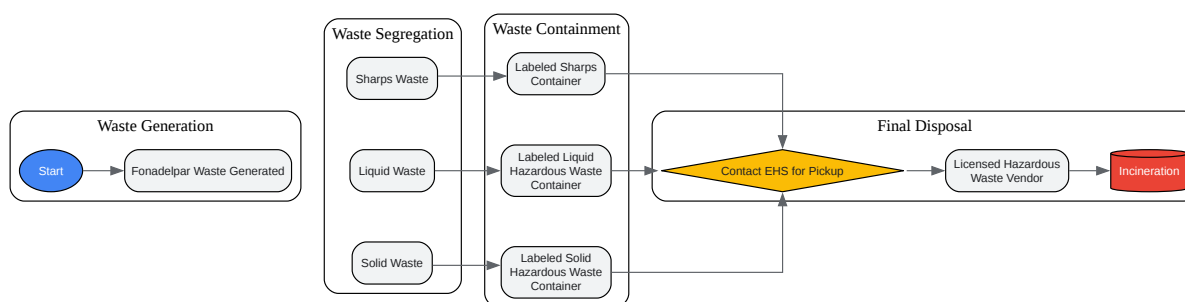 Waste Generation
Start
Fonadelpar Waste Generated
Waste Segregation
Sharps Waste
Liquid Waste
Solid Waste
Waste Containment
Labeled Sharps
Container
Labeled Liquid
Hazardous Waste
Container
Labeled Solid
Hazardous Waste
Container
Final Disposal
Contact EHS for Pickup
Licensed Hazardous
Waste Vendor
Incineration